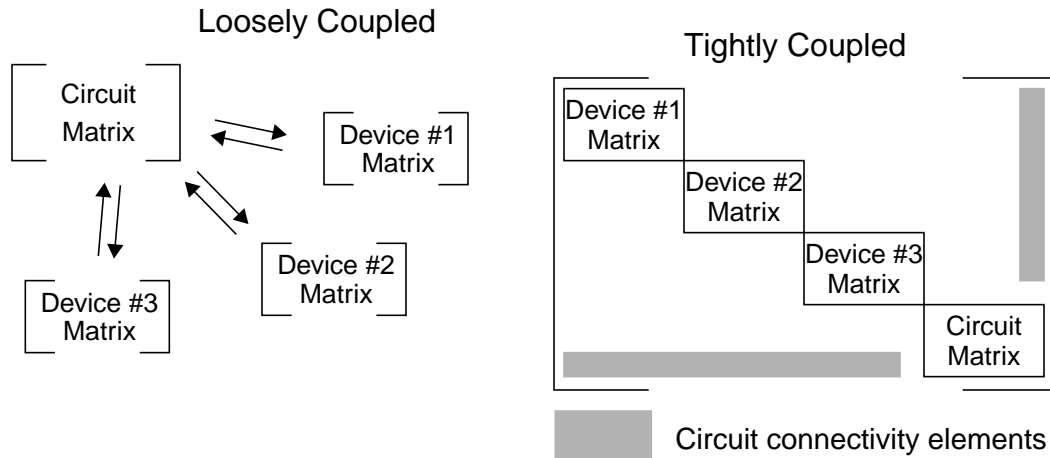 Loosely Coupled
Circuit
Matrix
Device #1
Matrix
Device #2
Matrix
Device #3
Matrix
Tightly Coupled
Device #1
Matrix
Device #2
Matrix
Device #3
Matrix
Circuit
Matrix
Circuit connectivity elements